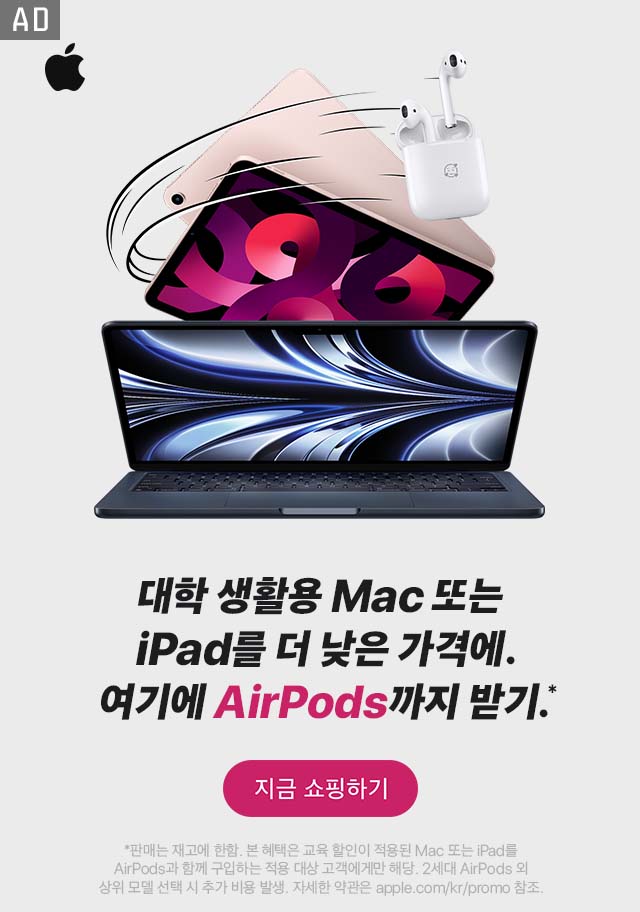 AD
대학 생활용 Mac 또는
iPad를 더 낮은 가격에.
여기에 AirPods까지 받기.*
지금 쇼핑하기
*판매는 재고에 한함. 본 혜택은 교육 할인이 적용된 Mac 또는 iPad를
AirPods과 함께 구입하는 적용 대상 고객에게만 해당. 2세대 AirPods 외
상위 모델 선택 시 추가 비용 발생. 자세한 약관은 apple.com/kr/promo 참조.